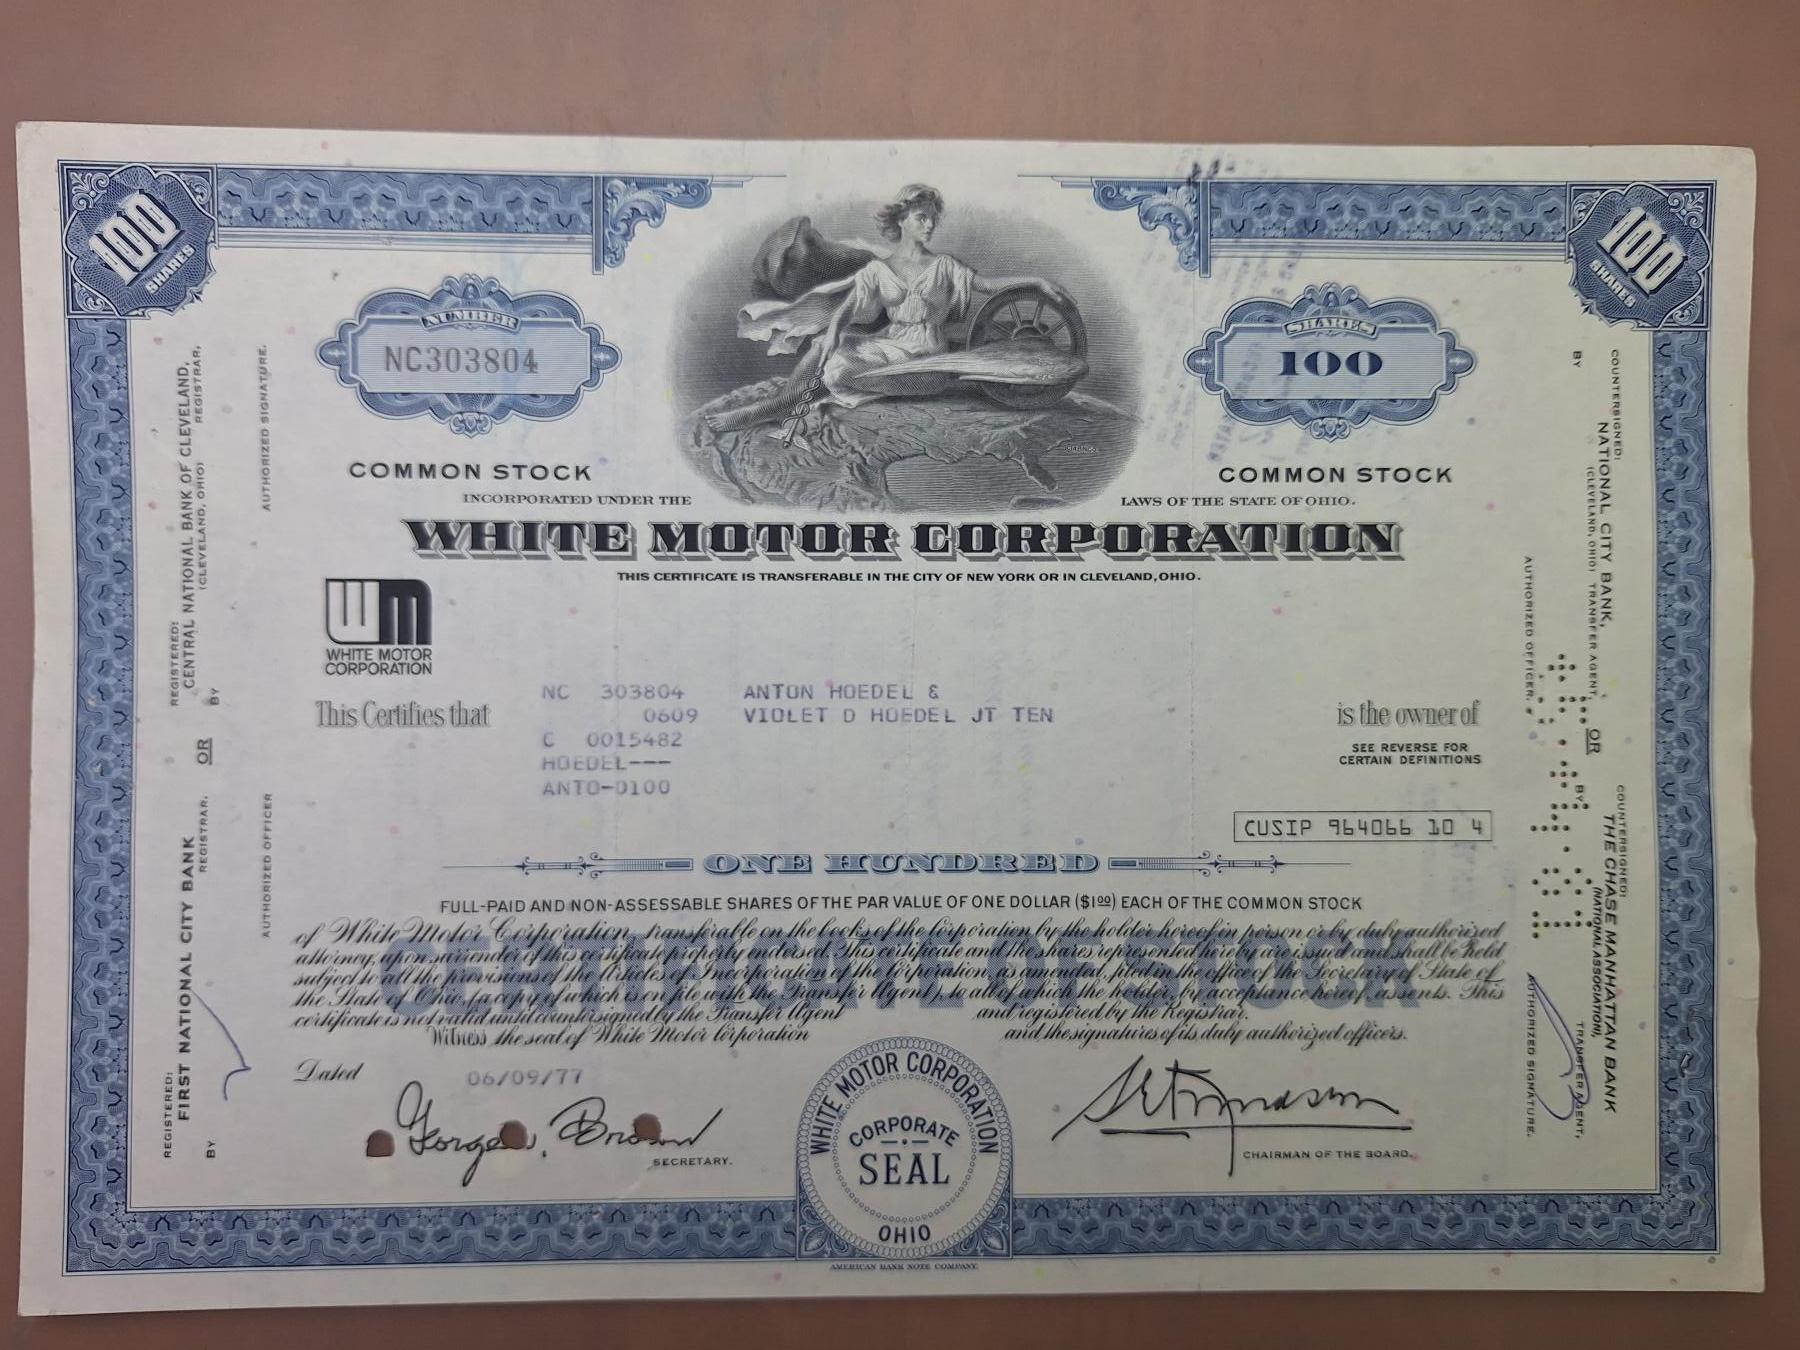 100
SHARES
100
SHARES
NUMBER
NC303804
SHARES
100
COMMON STOCK
COMMON STOCK
INCORPORATED UNDER THE
LAWS OF THE STATE OF OHIO.
WHITE MOTOR CORPORATION
THIS CERTIFICATE IS TRANSFERABLE IN THE CITY OF NEW YORK OR IN CLEVELAND, OHIO.
WM
WHITE MOTOR
CORPORATION
This Certifies that
NC 303804 ANTON HOEDEL &
0609 VIOLET D HOEDEL JT TEN
C 0015482
HOEDEL---
ANTO-D100
is the owner of
SEE REVERSE FOR
CERTAIN DEFINITIONS
CUSIP 964066 10 4
ONE HUNDRED
FULL-PAID AND NON-ASSESSABLE SHARES OF THE PAR VALUE OF ONE DOLLAR ($1.00) EACH OF THE COMMON STOCK
of White Motor Corporation, transferable on the books of the Corporation by the holder hereof in person or by duly authorized
attorney, upon surrender of this certificate properly endorsed. This certificate and the shares represented hereby are issued and shall be held
subject to all the provisions of the Articles of Incorporation of the Corporation, as amended, filed in the office of the Secretary of State of
the State of Ohio (a copy of which is on file with the Transfer Agent), to all of which the holder, by acceptance hereof, assents. This
certificate is not valid until countersigned by the Transfer Agent and registered by the Registrar.
Witness the seal of White Motor Corporation and the signatures of its duly authorized officers.
Dated 06/09/77
SECRETARY.
WHITE MOTOR CORPORATION
CORPORATE
SEAL
OHIO
CHAIRMAN OF THE BOARD.
AMERICAN BANK NOTE COMPANY.
REGISTERED:
CENTRAL NATIONAL BANK OF CLEVELAND,
(CLEVELAND, OHIO) REGISTRAR,
BY
AUTHORIZED SIGNATURE.
OR
REGISTERED:
FIRST NATIONAL CITY BANK
REGISTRAR,
BY
AUTHORIZED OFFICER
COUNTERSIGNED:
NATIONAL CITY BANK,
(CLEVELAND, OHIO) TRANSFER AGENT,
BY
AUTHORIZED OFFICER.
OR
COUNTERSIGNED:
THE CHASE MANHATTAN BANK
(NATIONAL ASSOCIATION),
TRANSFER AGENT,
BY
AUTHORIZED SIGNATURE.